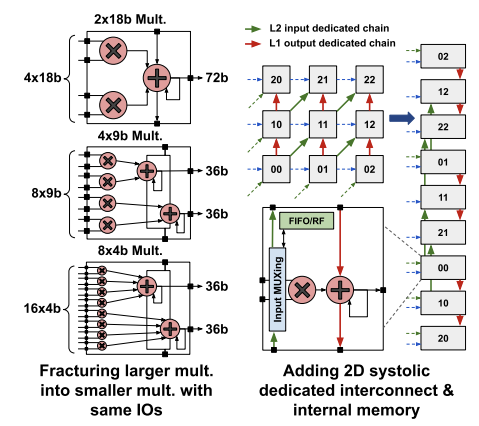 2x18b Mult.
4x18b
72b
4x9b Mult.
8x9b
36b
36b
8x4b Mult.
16x4b
36b
36b
Fracturing larger mult.
into smaller mult. with
same IOs
L2 input dedicated chain
L1 output dedicated chain
20 21 22
10 11 12
00 01 02
FIFO/RF
Input MUXing
02
12
22
01
11
21
00
10
20
Adding 2D systolic
dedicated interconnect &
internal memory